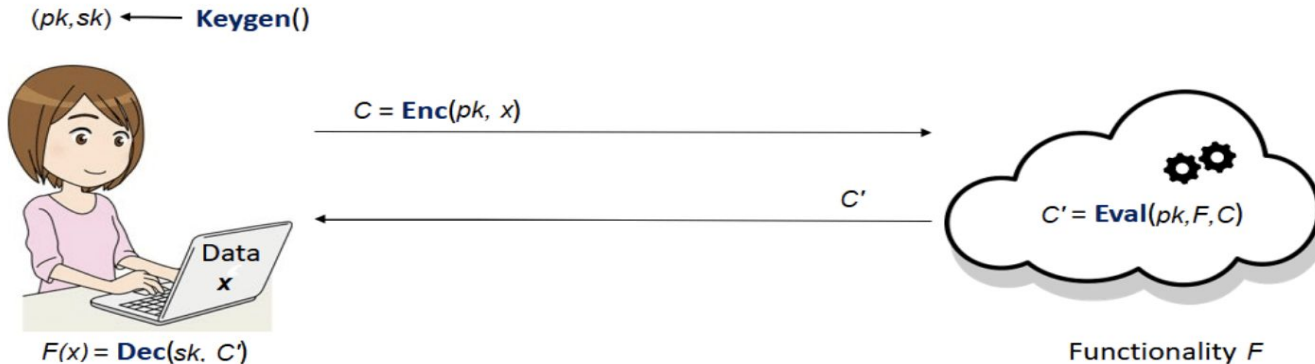 (pk,sk) ← Keygen()
C = Enc(pk, x)
C'
C' = Eval(pk,F,C)
Data
x
F(x) = Dec(sk, C')
Functionality F